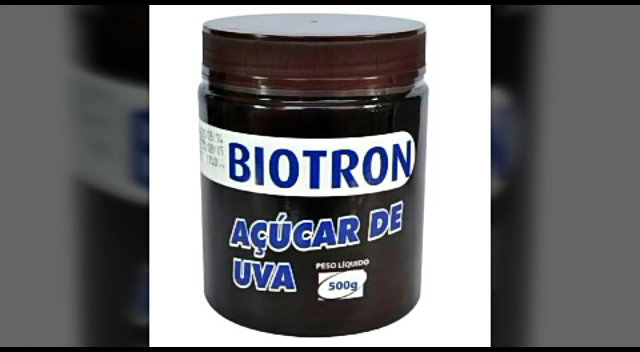 BIOTRON
AÇÚCAR DE
UVA
PESO LÍQUIDO
500g